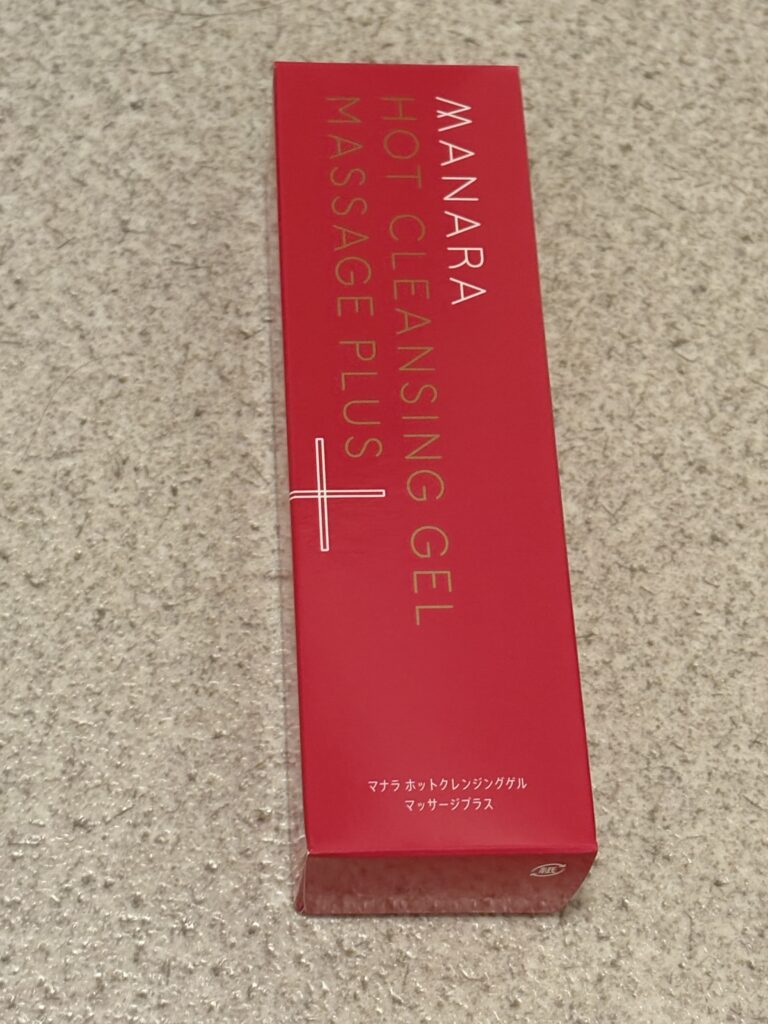 MANARA
HOT CLEANSING GEL
MASSAGE PLUS
マナラ ホットクレンジングゲル
マッサージプラス
紙